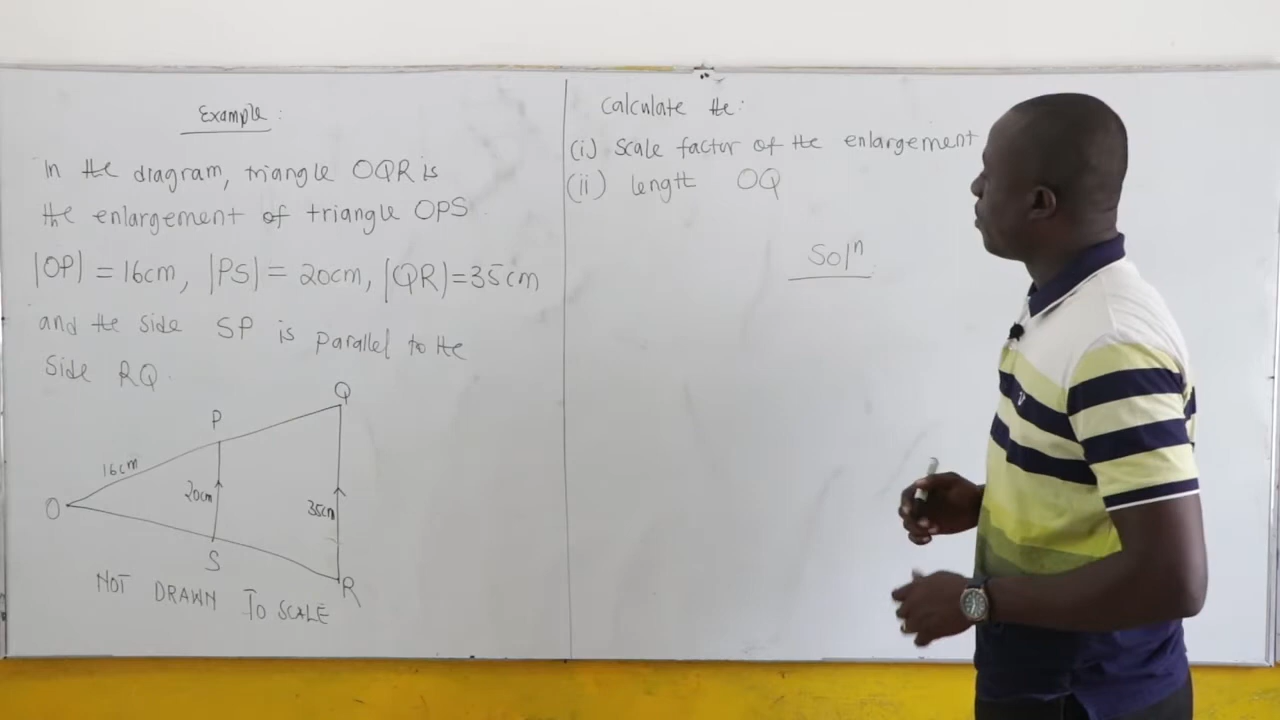 Example:
In the diagram, triangle OQR is
the enlargement of triangle OPS
|OP| = 16cm, |PS| = 20cm, |QR| = 35cm
and the side SP is parallel to the
side RQ.
Q
P
16cm
20cm
35cm
O
S
R
NOT DRAWN TO SCALE
Calculate the:
(i) Scale factor of the enlargement
(ii) length OQ
Solⁿ